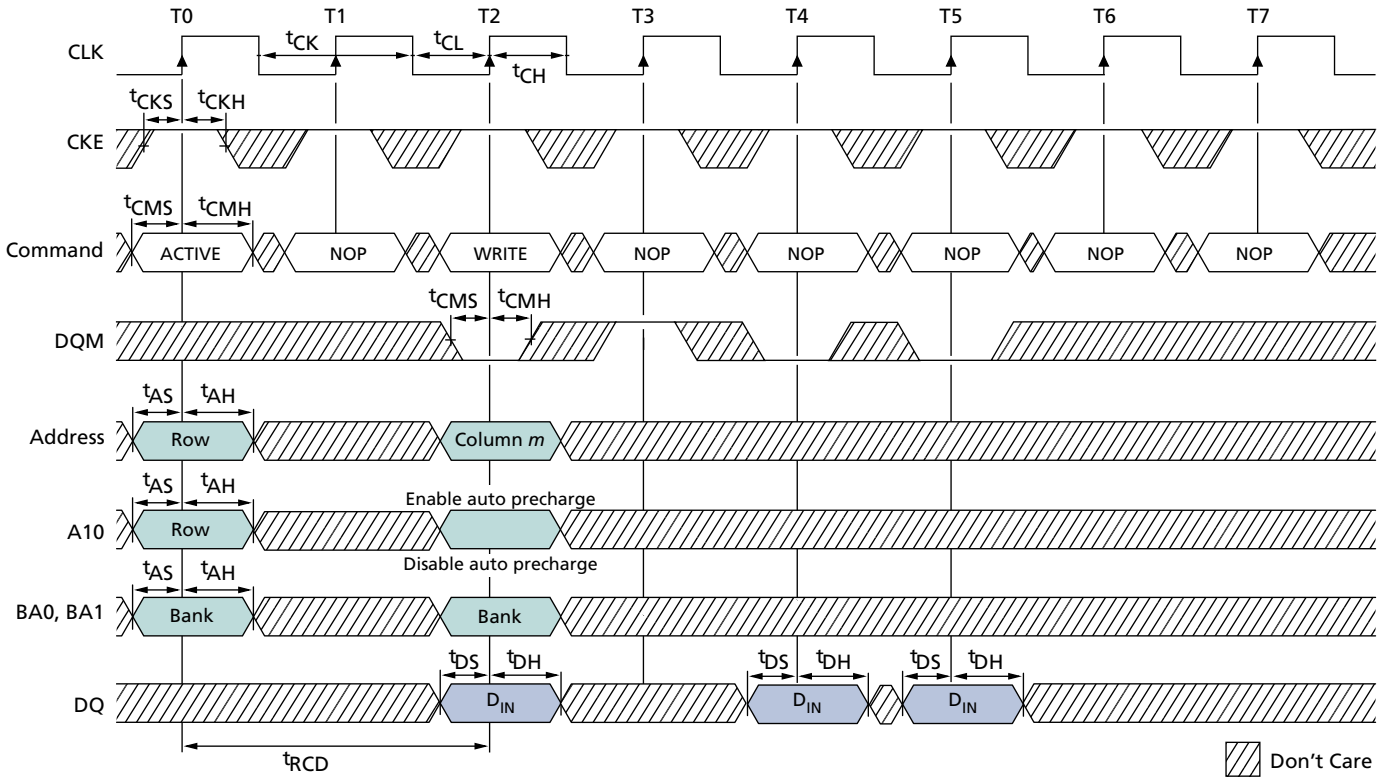 T0 T1 T2 T3 T4 T5 T6 T7
CLK
tCK tCL
tCH
tCKS tCKH
CKE
tCMS tCMH
Command ACTIVE NOP WRITE NOP NOP NOP NOP NOP
tCMS tCMH
DQM
tAS tAH
Address Row Column m
tAS tAH
Enable auto precharge
A10 Row
Disable auto precharge
tAS tAH
BA0, BA1 Bank Bank
tDS tDH tDS tDH tDS tDH
DQ DIN DIN DIN
tRCD
Don't Care